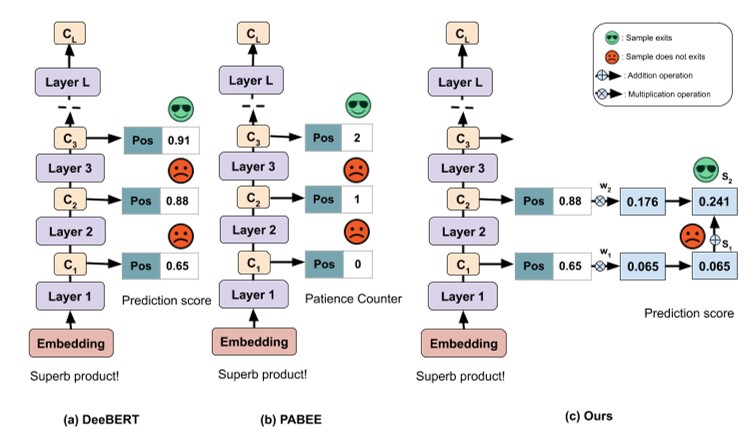 C_L
Layer L
C_3
Pos 0.91
Layer 3
C_2
Pos 0.88
Layer 2
C_1
Pos 0.65
Layer 1
Prediction score
Embedding
Superb product!
(a) DeeBERT
C_L
Layer L
C_3
Pos 2
Layer 3
C_2
Pos 1
Layer 2
C_1
Pos 0
Layer 1
Patience Counter
Embedding
Superb product!
(b) PABEE
: Sample exits
: Sample does not exits
: Addition operation
: Multiplication operation
C_L
Layer L
C_3
Layer 3
S_2
C_2
Pos 0.88 w_2 0.176 0.241
Layer 2
S_1
C_1
Pos 0.65 w_1 0.065 0.065
Layer 1
Prediction score
Embedding
Superb product!
(c) Ours